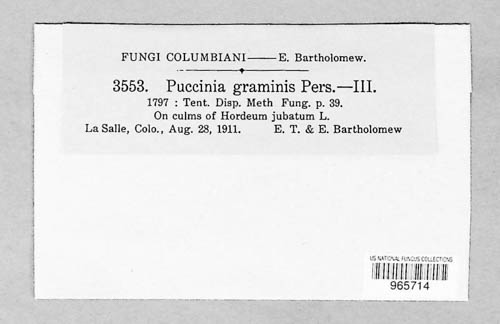 FUNGI COLUMBIANI—E. Bartholomew.
3553. Puccinia graminis Pers.—III.
1797 : Tent. Disp. Meth Fung. p. 39.
On culms of Hordeum jubatum L.
La Salle, Colo., Aug. 28, 1911. E. T. & E. Bartholomew
US NATIONAL FUNGUS COLLECTIONS
965714